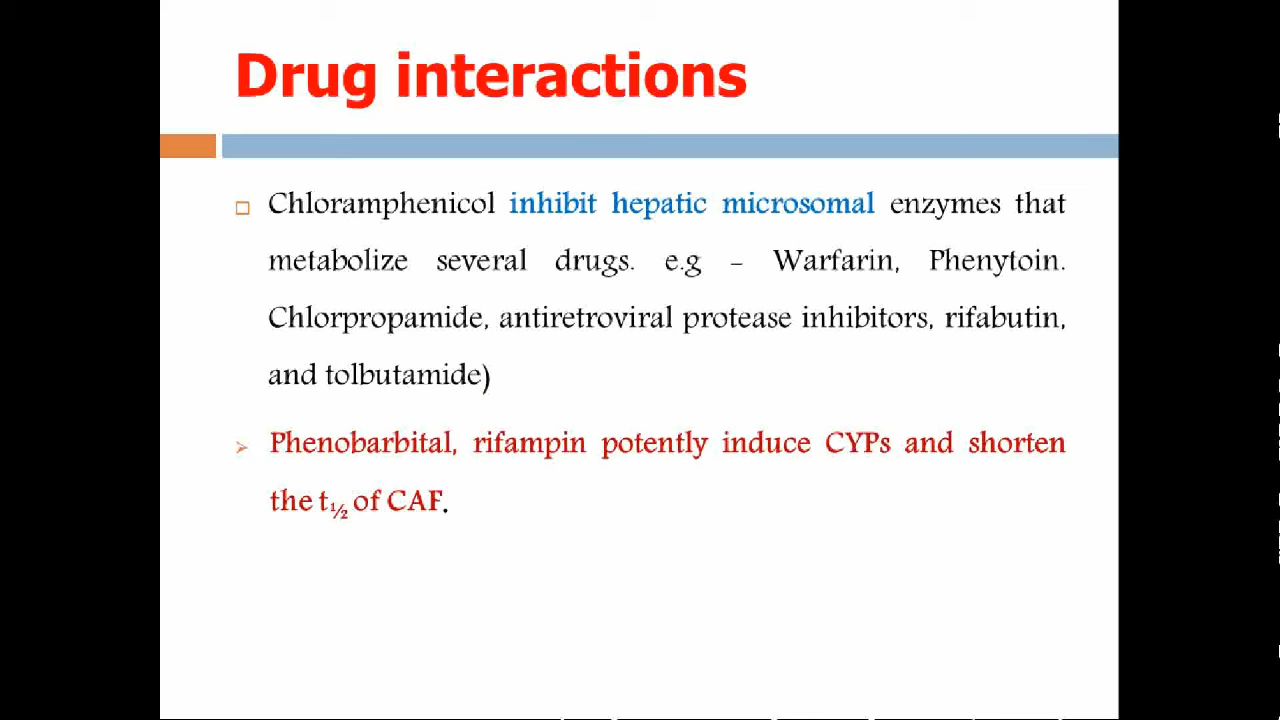 Drug interactions
Chloramphenicol inhibit hepatic microsomal enzymes that
metabolize several drugs. e.g - Warfarin, Phenytoin.
Chlorpropamide, antiretroviral protease inhibitors, rifabutin,
and tolbutamide)
Phenobarbital, rifampin potently induce CYPs and shorten
the t½ of CAF.